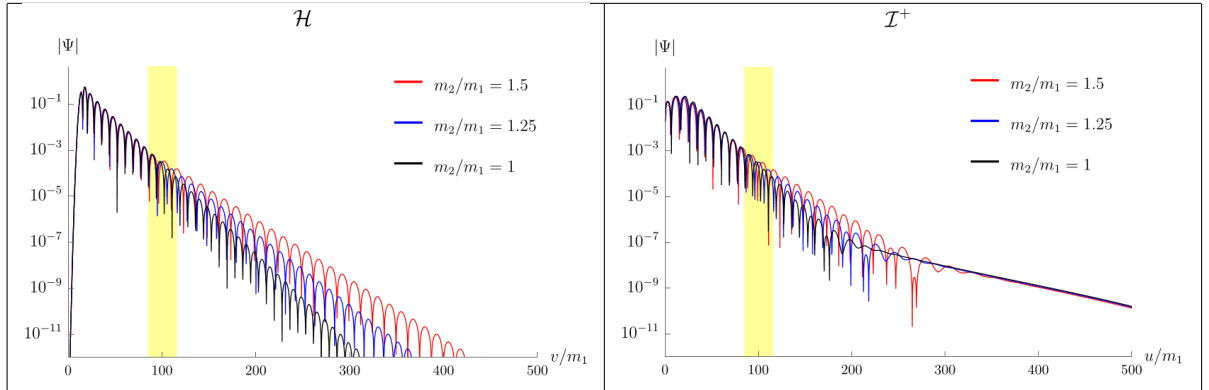 ℋ
|Ψ|
m₂/m₁ = 1.5
m₂/m₁ = 1.25
m₂/m₁ = 1
10⁻¹
10⁻³
10⁻⁵
10⁻⁷
10⁻⁹
10⁻¹¹
0 100 200 300 400 500
v/m₁
ℐ⁺
|Ψ|
m₂/m₁ = 1.5
m₂/m₁ = 1.25
m₂/m₁ = 1
10⁻¹
10⁻³
10⁻⁵
10⁻⁷
10⁻⁹
10⁻¹¹
0 100 200 300 400 500
u/m₁